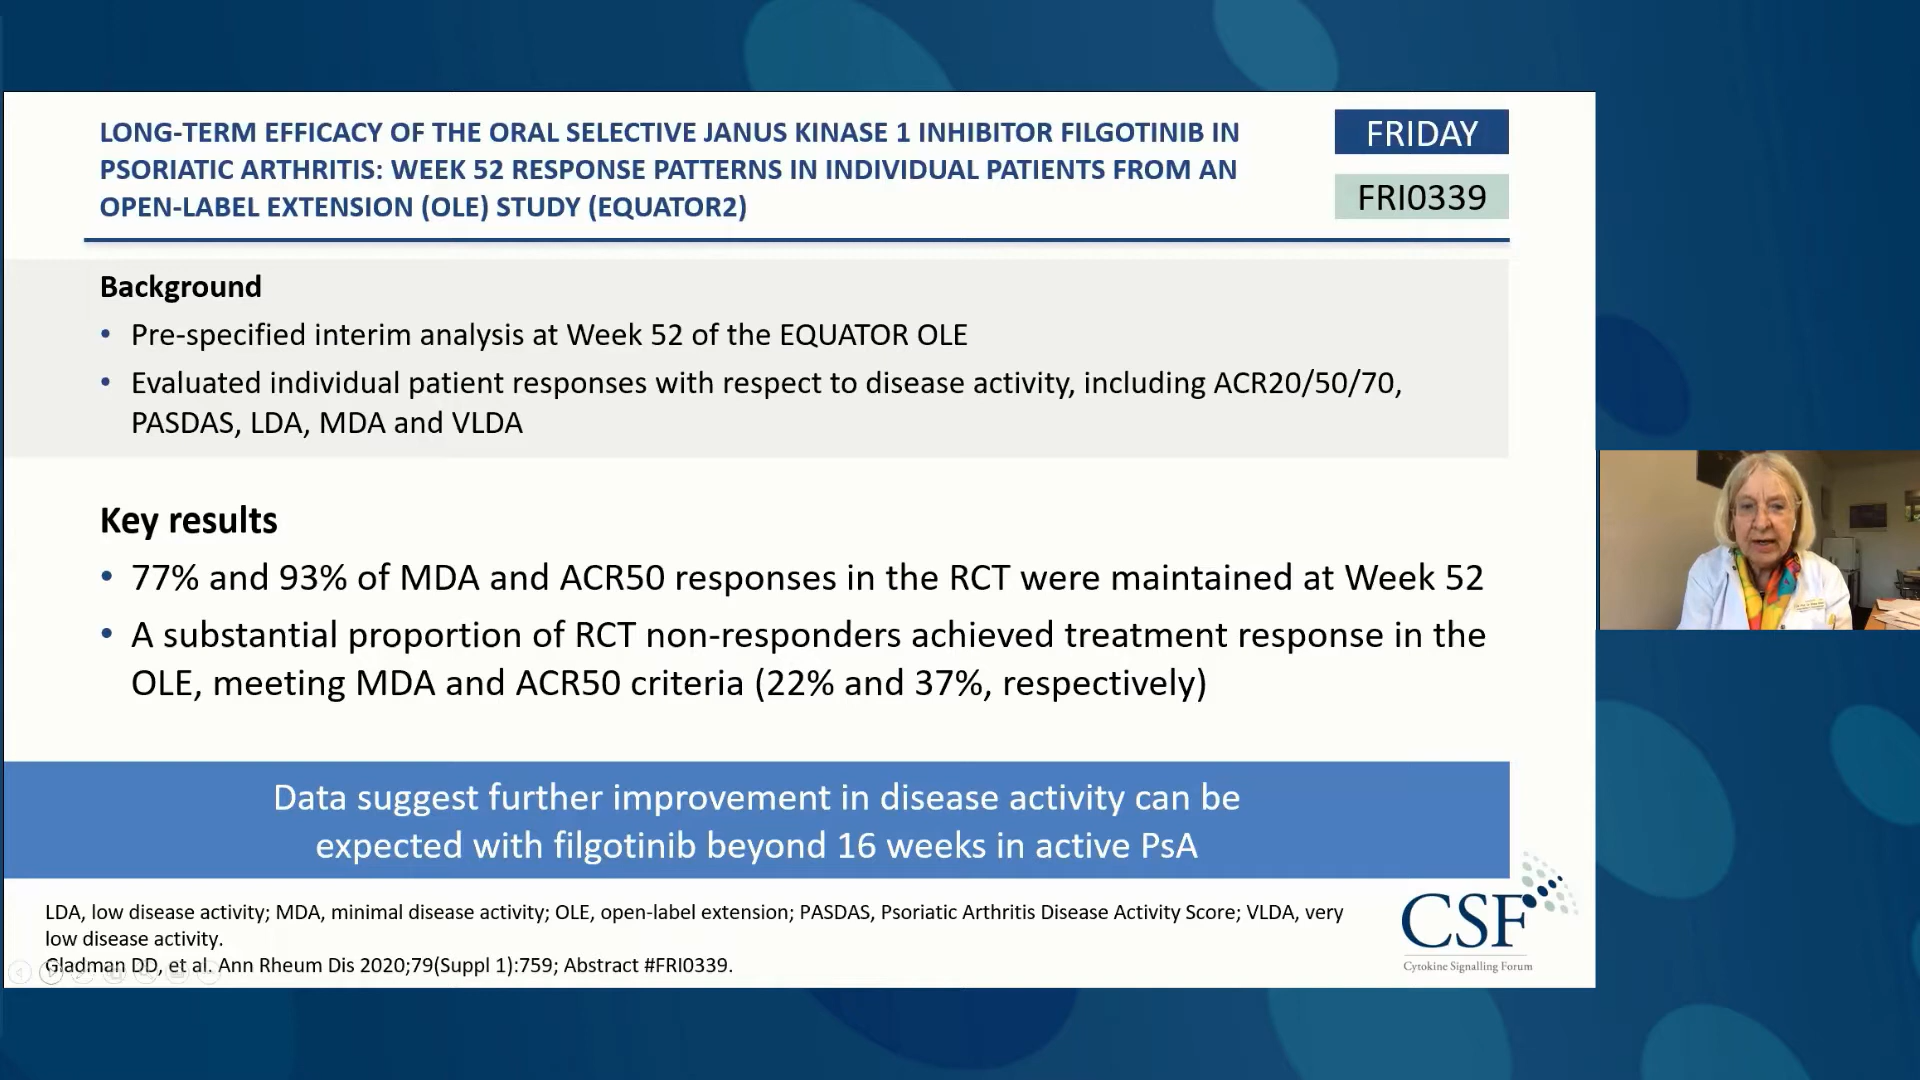 LONG-TERM EFFICACY OF THE ORAL SELECTIVE JANUS KINASE 1 INHIBITOR FILGOTINIB IN
PSORIATIC ARTHRITIS: WEEK 52 RESPONSE PATTERNS IN INDIVIDUAL PATIENTS FROM AN
OPEN-LABEL EXTENSION (OLE) STUDY (EQUATOR2)
FRIDAY
FRI0339
Background
• Pre-specified interim analysis at Week 52 of the EQUATOR OLE
• Evaluated individual patient responses with respect to disease activity, including ACR20/50/70,
PASDAS, LDA, MDA and VLDA
Key results
• 77% and 93% of MDA and ACR50 responses in the RCT were maintained at Week 52
• A substantial proportion of RCT non-responders achieved treatment response in the
OLE, meeting MDA and ACR50 criteria (22% and 37%, respectively)
Data suggest further improvement in disease activity can be
expected with filgotinib beyond 16 weeks in active PsA
LDA, low disease activity; MDA, minimal disease activity; OLE, open-label extension; PASDAS, Psoriatic Arthritis Disease Activity Score; VLDA, very
low disease activity.
Gladman DD, et al. Ann Rheum Dis 2020;79(Suppl 1):759; Abstract #FRI0339.
CSF
Cytokine Signalling Forum